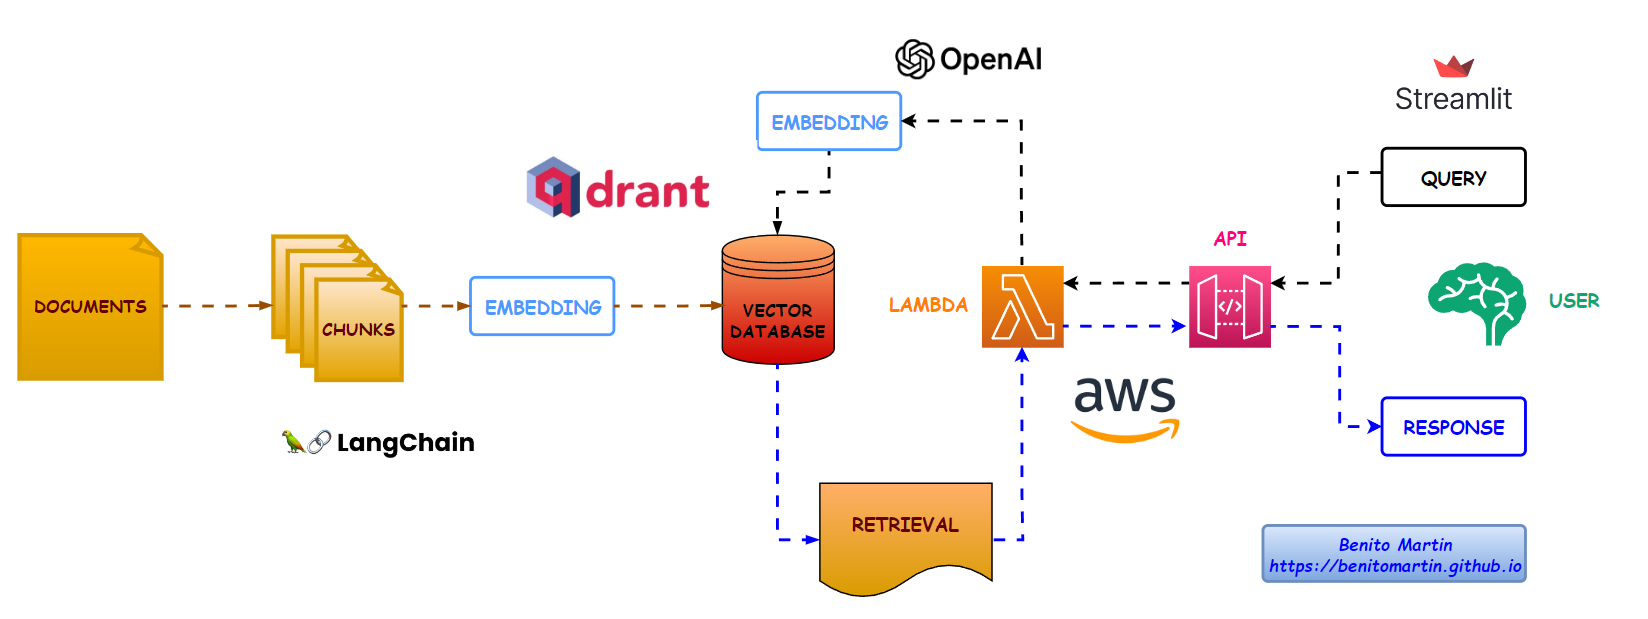 OpenAI
Streamlit
EMBEDDING
QUERY
qdrant
API
DOCUMENTS
CHUNKS
EMBEDDING
VECTOR
DATABASE
LAMBDA
</>
USER
aws
LangChain
RESPONSE
RETRIEVAL
Benito Martin
https://benitomartin.github.io